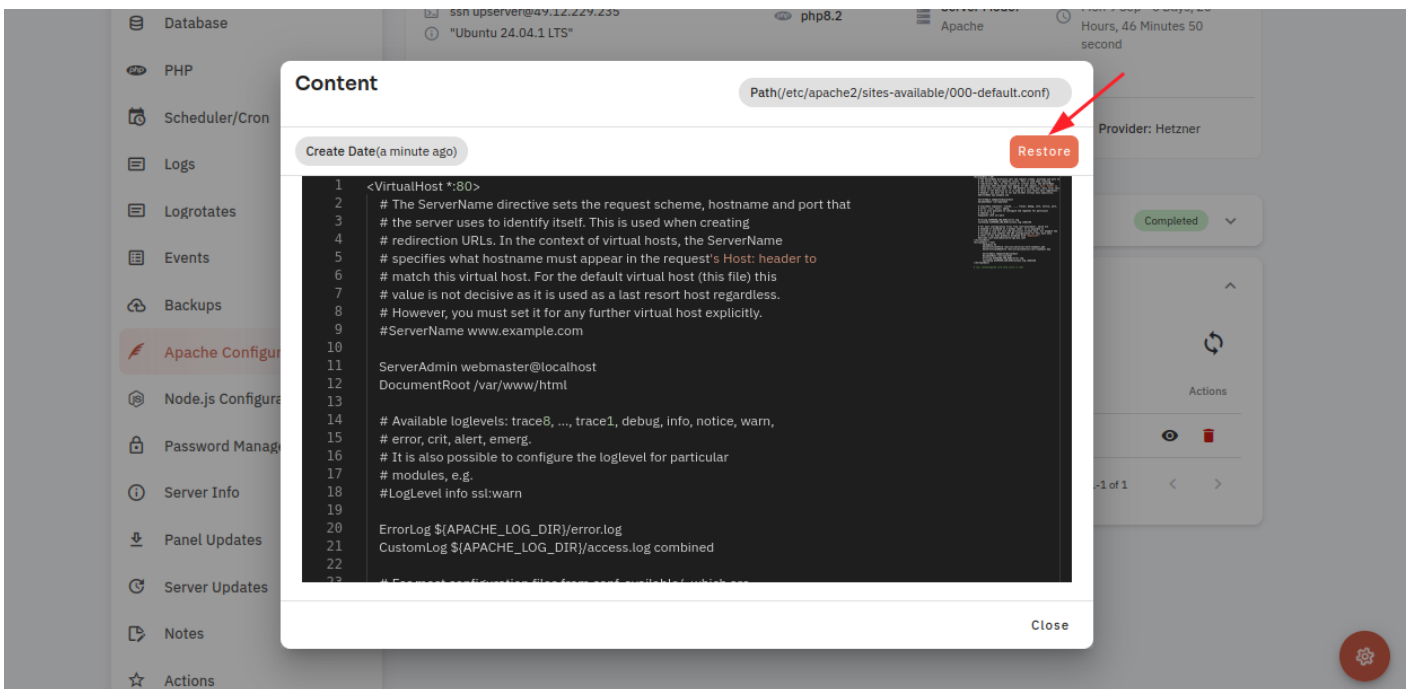 Database
PHP
Scheduler/Cron
Logs
Logrotates
Events
Backups
Apache Configur
Node.js Configura
Password Manag
Server Info
Panel Updates
Server Updates
Notes
Actions
ssh upserver@49.12.229.235
"Ubuntu 24.04.1 LTS"
php8.2
Apache
Hours, 46 Minutes 50
second
Provider: Hetzner
Completed
Actions
-1 of 1
Content
Path(/etc/apache2/sites-available/000-default.conf)
Create Date(a minute ago)
Restore
1 <VirtualHost *:80>
2 # The ServerName directive sets the request scheme, hostname and port that
3 # the server uses to identify itself. This is used when creating
4 # redirection URLs. In the context of virtual hosts, the ServerName
5 # specifies what hostname must appear in the request's Host: header to
6 # match this virtual host. For the default virtual host (this file) this
7 # value is not decisive as it is used as a last resort host regardless.
8 # However, you must set it for any further virtual host explicitly.
9 #ServerName www.example.com
10
11 ServerAdmin webmaster@localhost
12 DocumentRoot /var/www/html
13
14 # Available loglevels: trace8, ..., trace1, debug, info, notice, warn,
15 # error, crit, alert, emerg.
16 # It is also possible to configure the loglevel for particular
17 # modules, e.g.
18 #LogLevel info ssl:warn
19
20 ErrorLog ${APACHE_LOG_DIR}/error.log
21 CustomLog ${APACHE_LOG_DIR}/access.log combined
22
23 # For most configuration files from conf-available/, which are
Close